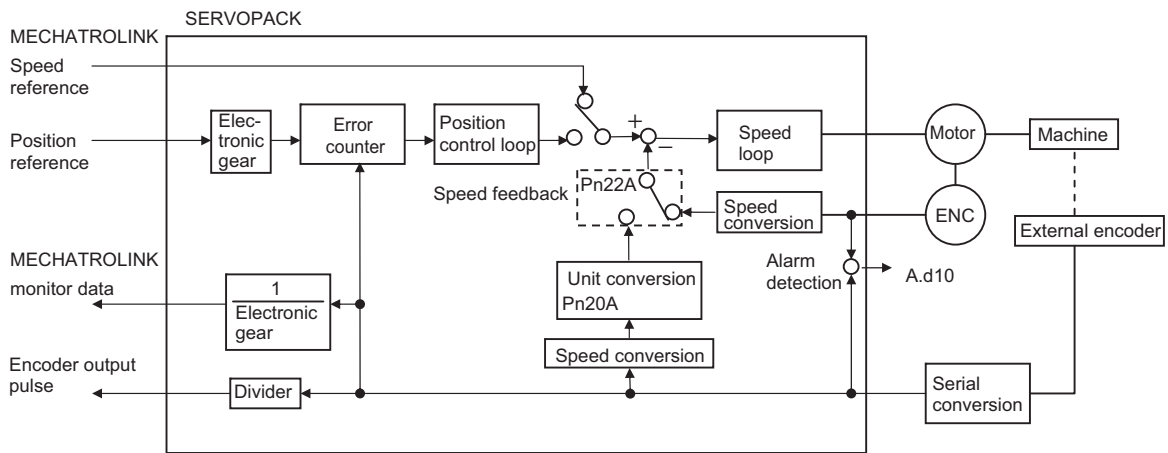 SERVOPACK
MECHATROLINK
Speed
reference
Position
reference
Elec-
tronic
gear
Error
counter
Position
control loop
+
−
Speed
loop
Motor
Machine
Speed feedback
Pn22A
Speed
conversion
ENC
External encoder
MECHATROLINK
monitor data
1
Electronic
gear
Unit conversion
Pn20A
Alarm
detection
A.d10
Speed conversion
Encoder output
pulse
Divider
Serial
conversion